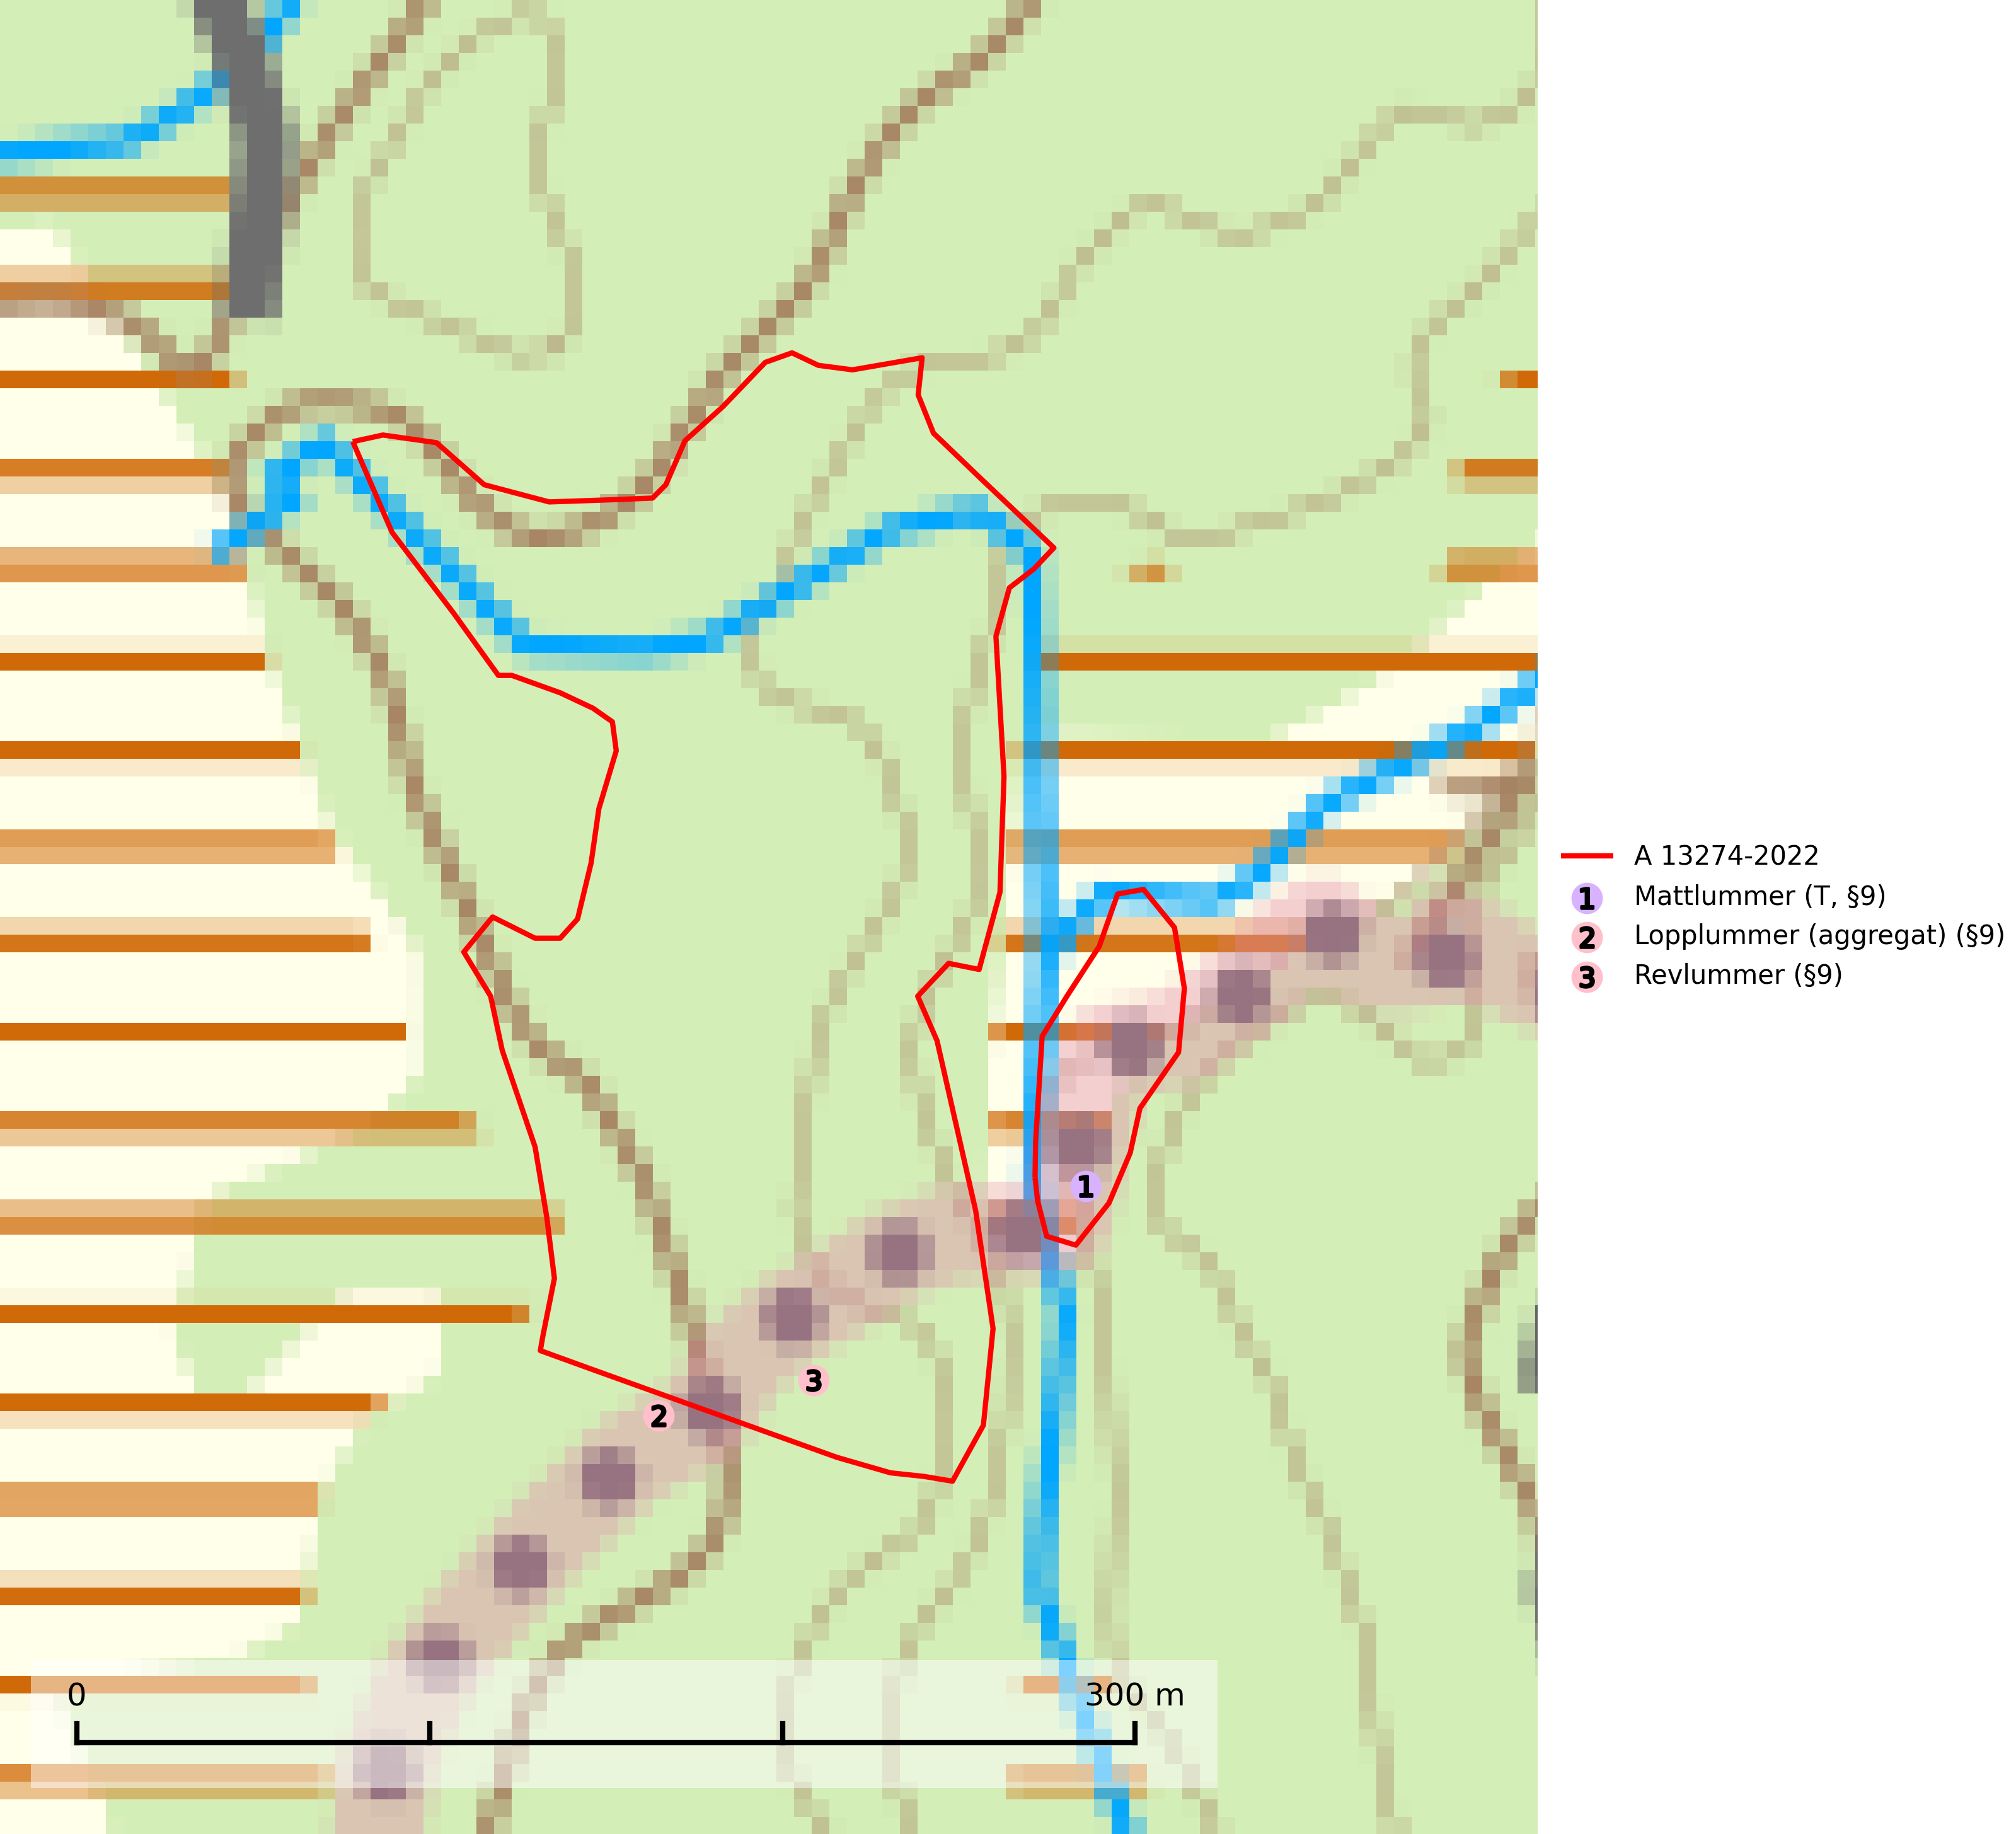 1
3
2
0
300 m
A 13274-2022
1 Mattlummer (T, §9)
2 Lopplummer (aggregat) (§9)
3 Revlummer (§9)